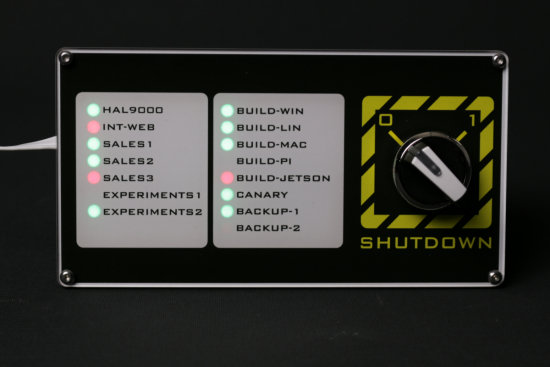 HAL9000
INT-WEB
SALES1
SALES2
SALES3
EXPERIMENTS1
EXPERIMENTS2
BUILD-WIN
BUILD-LIN
BUILD-MAC
BUILD-PI
BUILD-JETSON
CANARY
BACKUP-1
BACKUP-2
0 1
SHUTDOWN